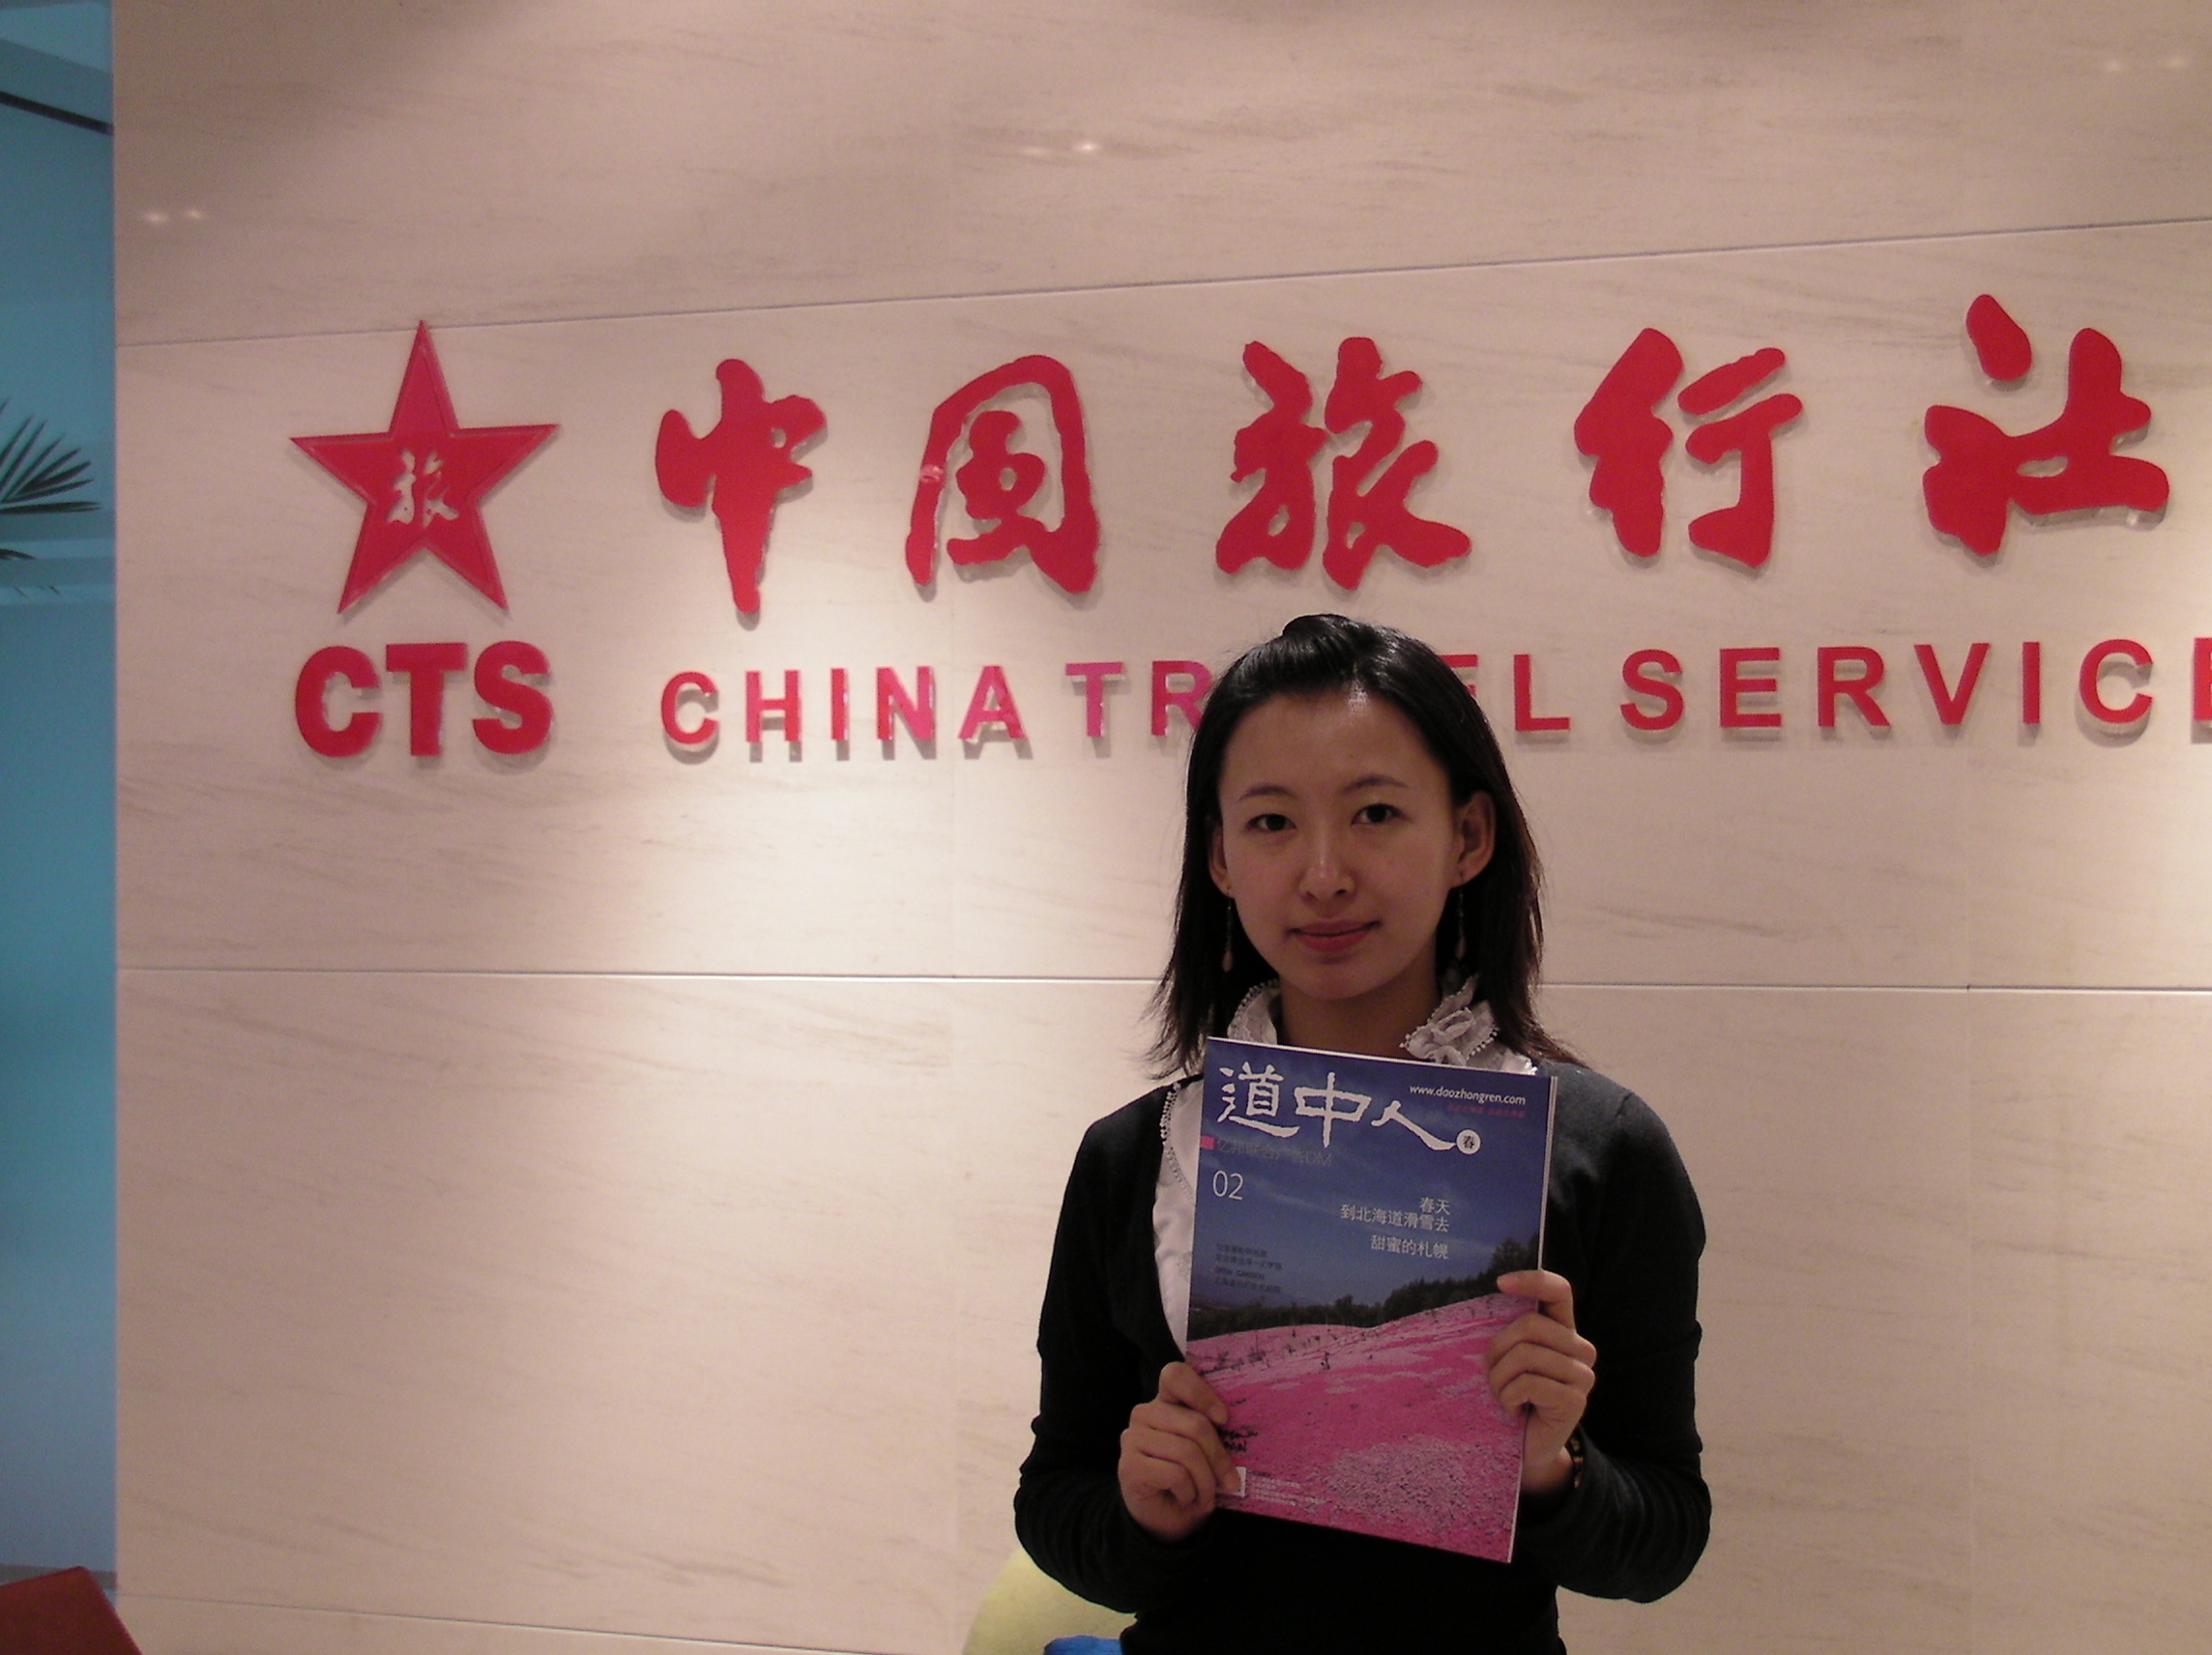 中国旅行社
旅
CTS
CHINA TR EL SERVICE
道中人
春
www.daozhongren.com
02
春天
到北海道滑雪去
甜蜜的札幌